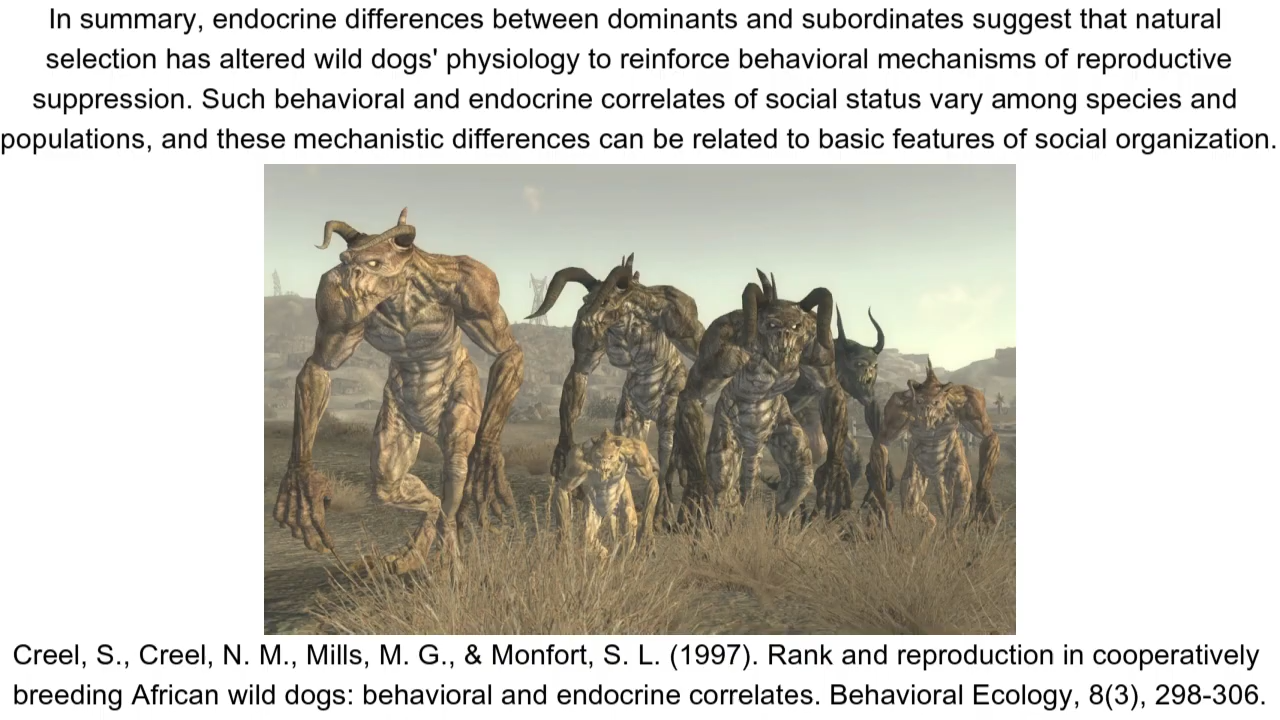 In summary, endocrine differences between dominants and subordinates suggest that natural
selection has altered wild dogs' physiology to reinforce behavioral mechanisms of reproductive
suppression. Such behavioral and endocrine correlates of social status vary among species and
populations, and these mechanistic differences can be related to basic features of social organization.
Creel, S., Creel, N. M., Mills, M. G., & Monfort, S. L. (1997). Rank and reproduction in cooperatively
breeding African wild dogs: behavioral and endocrine correlates. Behavioral Ecology, 8(3), 298-306.